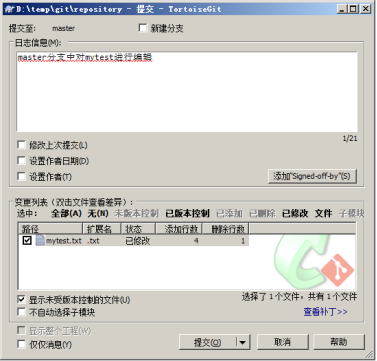 D:\temp\git\repository - 提交 - TortoiseGit
提交至: master 新建分支
日志信息(M):
master分支中对mytest进行编辑
1/21
修改上次提交(L)
设置作者日期(D)
设置作者(T)
添加"Signed-off-by"(S)
变更列表（双击文件查看差异）:
选中: 全部(A) 无(N) 未版本控制 已版本控制 已添加 已删除 已修改 文件 子模块
路径 扩展名 状态 添加行数 删除行数
mytest.txt .txt 已修改 4 1
显示未受版本控制的文件(U)
选择了1个文件，共有1个文件
不自动选择子模块
查看补丁>>
显示整个工程(W)
仅仅消息(Y)
提交(O) 取消 帮助